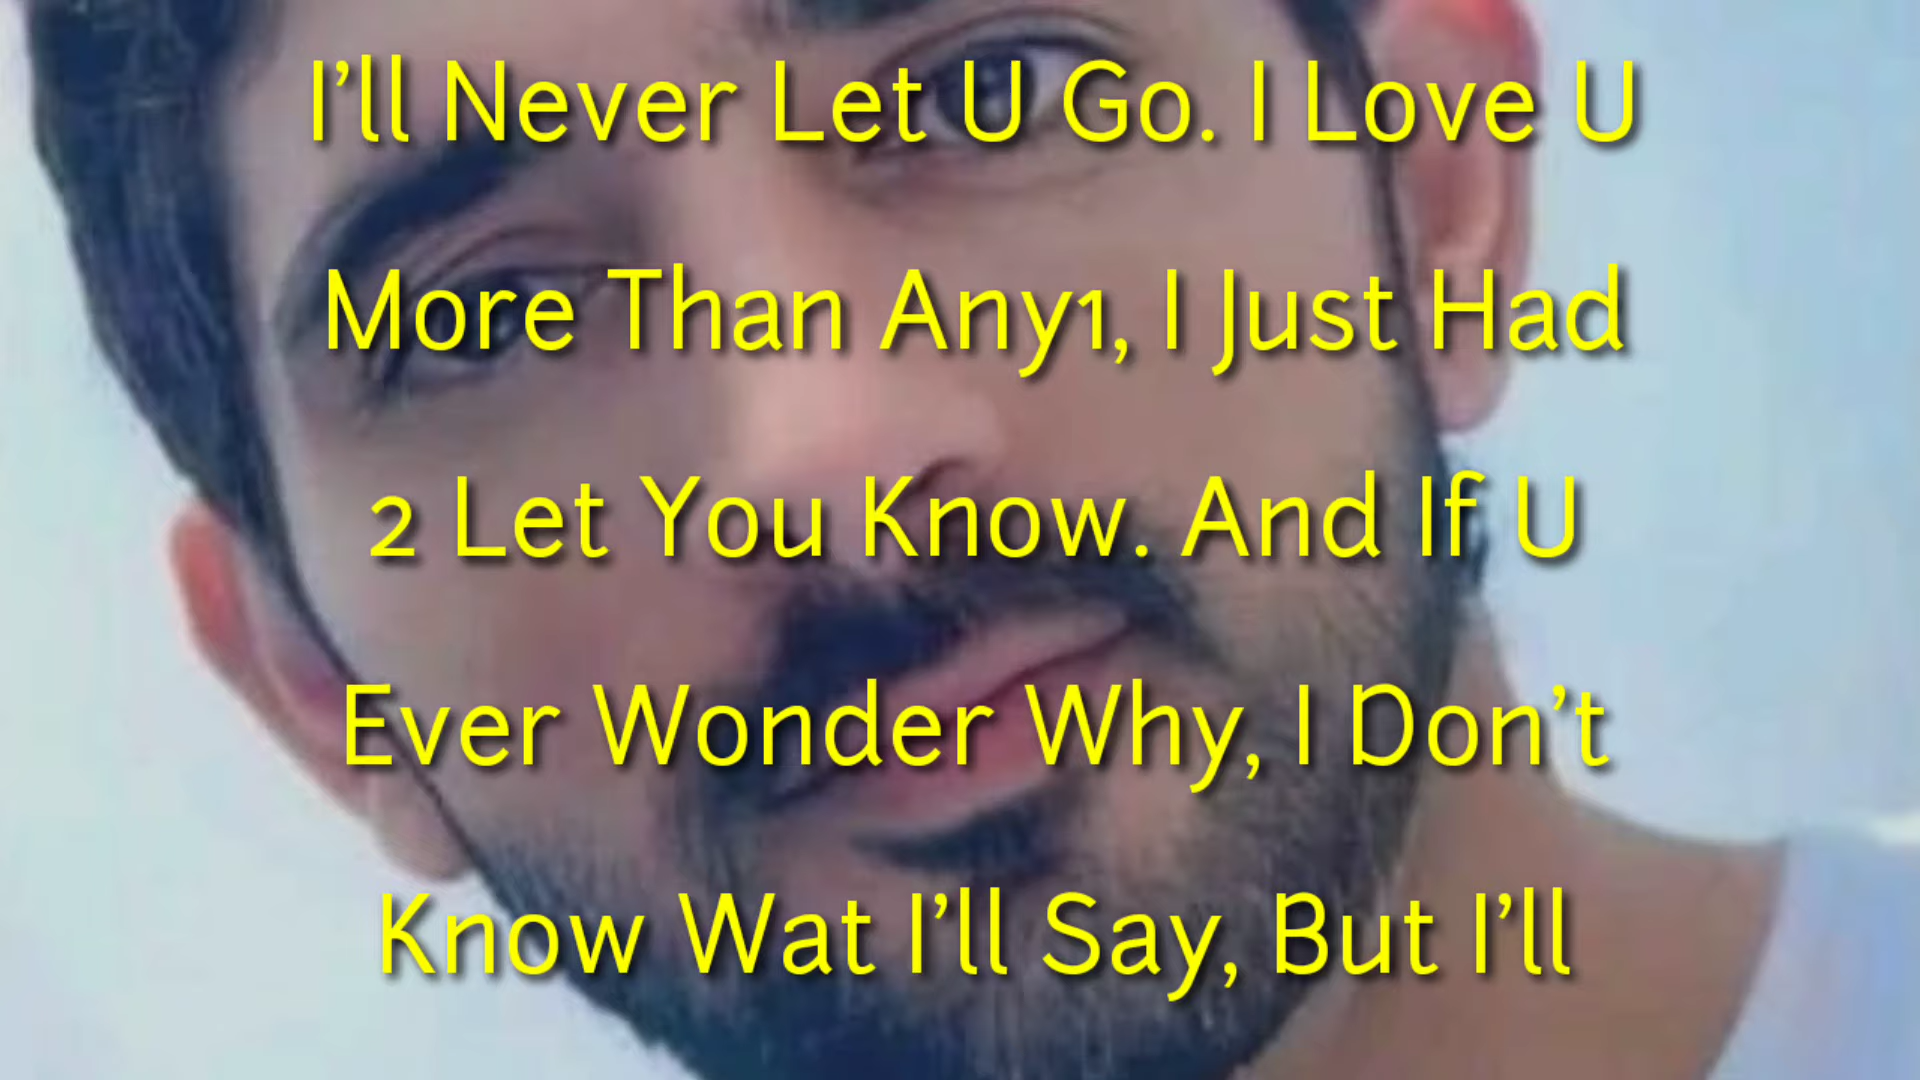 I’ll Never Let U Go. I Love U
More Than Any1, I Just Had
2 Let You Know. And If U
Ever Wonder Why, I Don’t
Know Wat I’ll Say, But I’ll